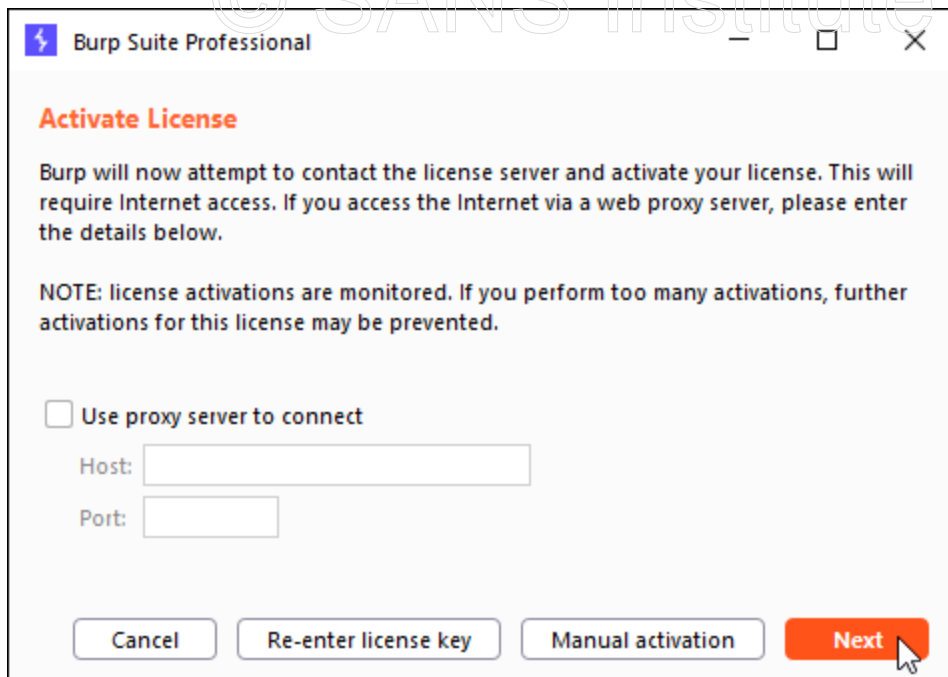 © SANS Institute
Burp Suite Professional
Activate License
Burp will now attempt to contact the license server and activate your license. This will
require Internet access. If you access the Internet via a web proxy server, please enter
the details below.
NOTE: license activations are monitored. If you perform too many activations, further
activations for this license may be prevented.
Use proxy server to connect
Host:
Port:
Cancel Re-enter license key Manual activation Next